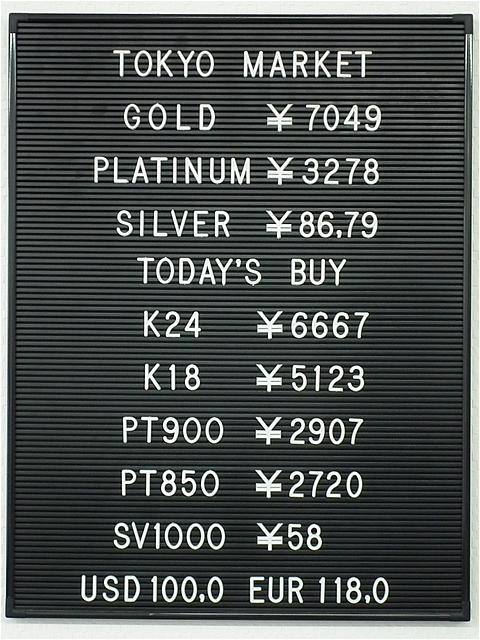 TOKYO MARKET
GOLD ¥7049
PLATINUM ¥3278
SILVER ¥86,79
TODAY'S BUY
K24 ¥6667
K18 ¥5123
PT900 ¥2907
PT850 ¥2720
SV1000 ¥58
USD 100,0 EUR 118,0